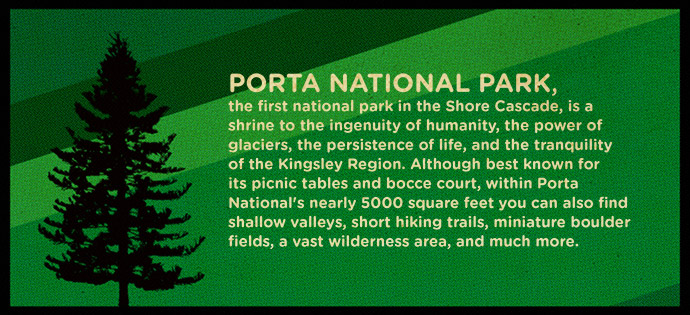 PORTA NATIONAL PARK,
the first national park in the Shore Cascade, is a
shrine to the ingenuity of humanity, the power of
glaciers, the persistence of life, and the tranquility
of the Kingsley Region. Although best known for
its picnic tables and bocce court, within Porta
National's nearly 5000 square feet you can also find
shallow valleys, short hiking trails, miniature boulder
fields, a vast wilderness area, and much more.